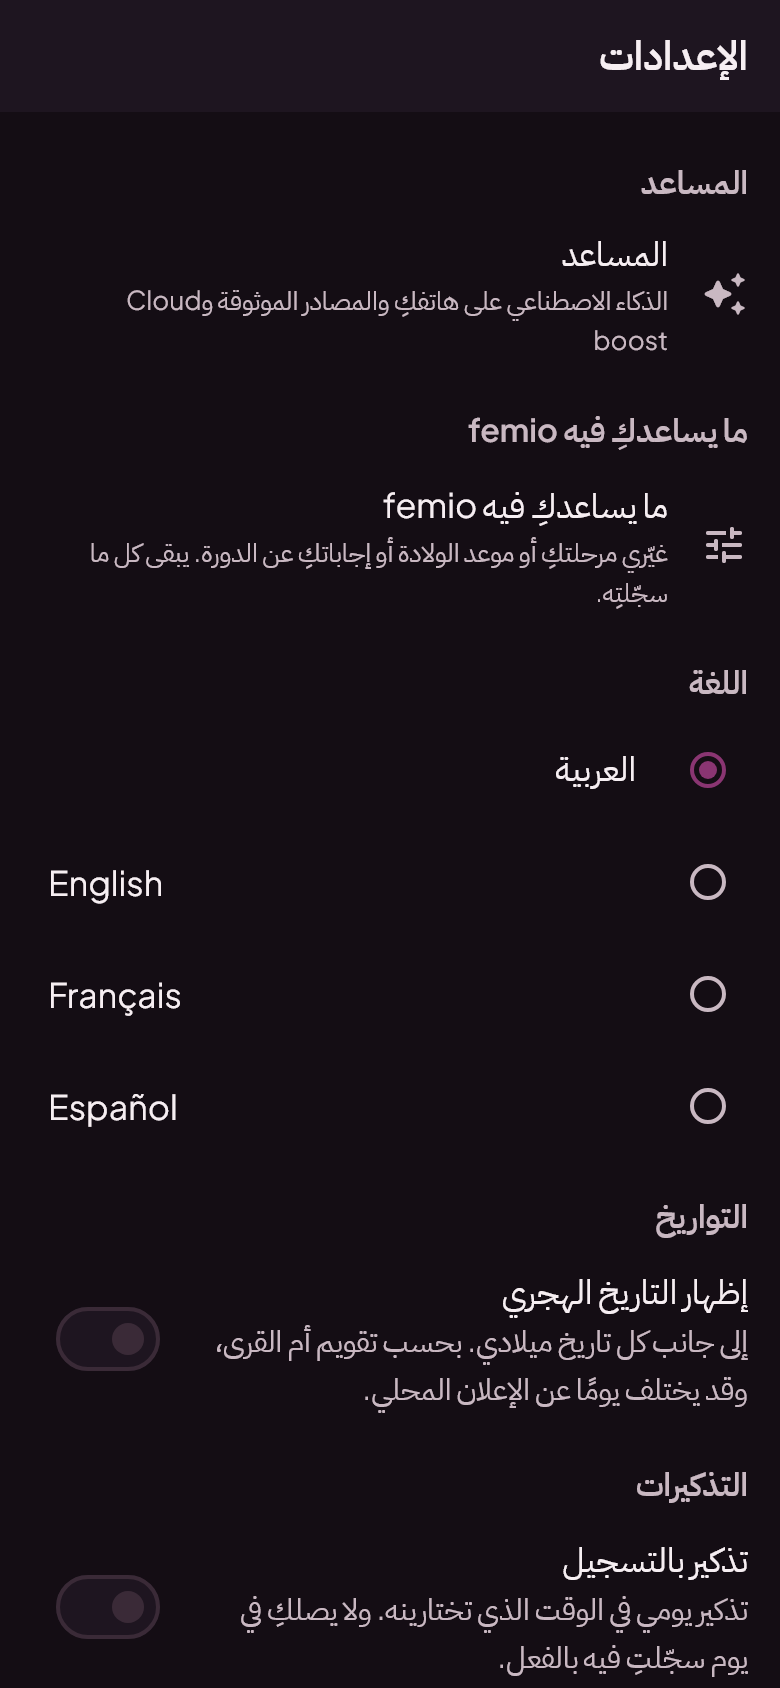 الإعدادات
المساعد
المساعد
الذكاء الاصطناعي على هاتفكِ والمصادر الموثوقة وCloud
boost
ما يساعدكِ فيه femio
ما يساعدكِ فيه femio
غيّري مرحلتكِ أو موعد الولادة أو إجاباتكِ عن الدورة. يبقى كل ما
سجّلتِه.
اللغة
العربية
English
Français
Español
التواريخ
إظهار التاريخ الهجري
إلى جانب كل تاريخ ميلادي. بحسب تقويم أم القرى،
وقد يختلف يومًا عن الإعلان المحلي.
التذكيرات
تذكير بالتسجيل
تذكير يومي في الوقت الذي تختارينه. ولا يصلكِ في
يوم سجّلتِ فيه بالفعل.